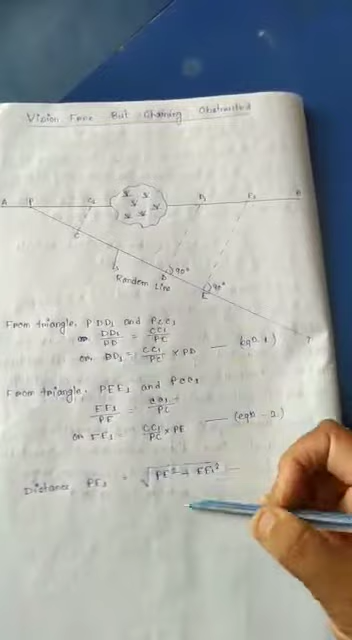 Vision Free But Chaining Obstructed
A P C1 D1 E1 B
C
Random Line D 90°
E 90°
From triangle, PDD1 and PCC1
or DD1/PD = CC1/PC
or DD1 = CC1/PC × PD — (eqn 1)
From triangle, PEE1 and PCC1
EE1/PE = CC1/PC
or EE1 = CC1/PC × PE — (eqn - 2)
Distance, PE1 = √PE² + EE1²